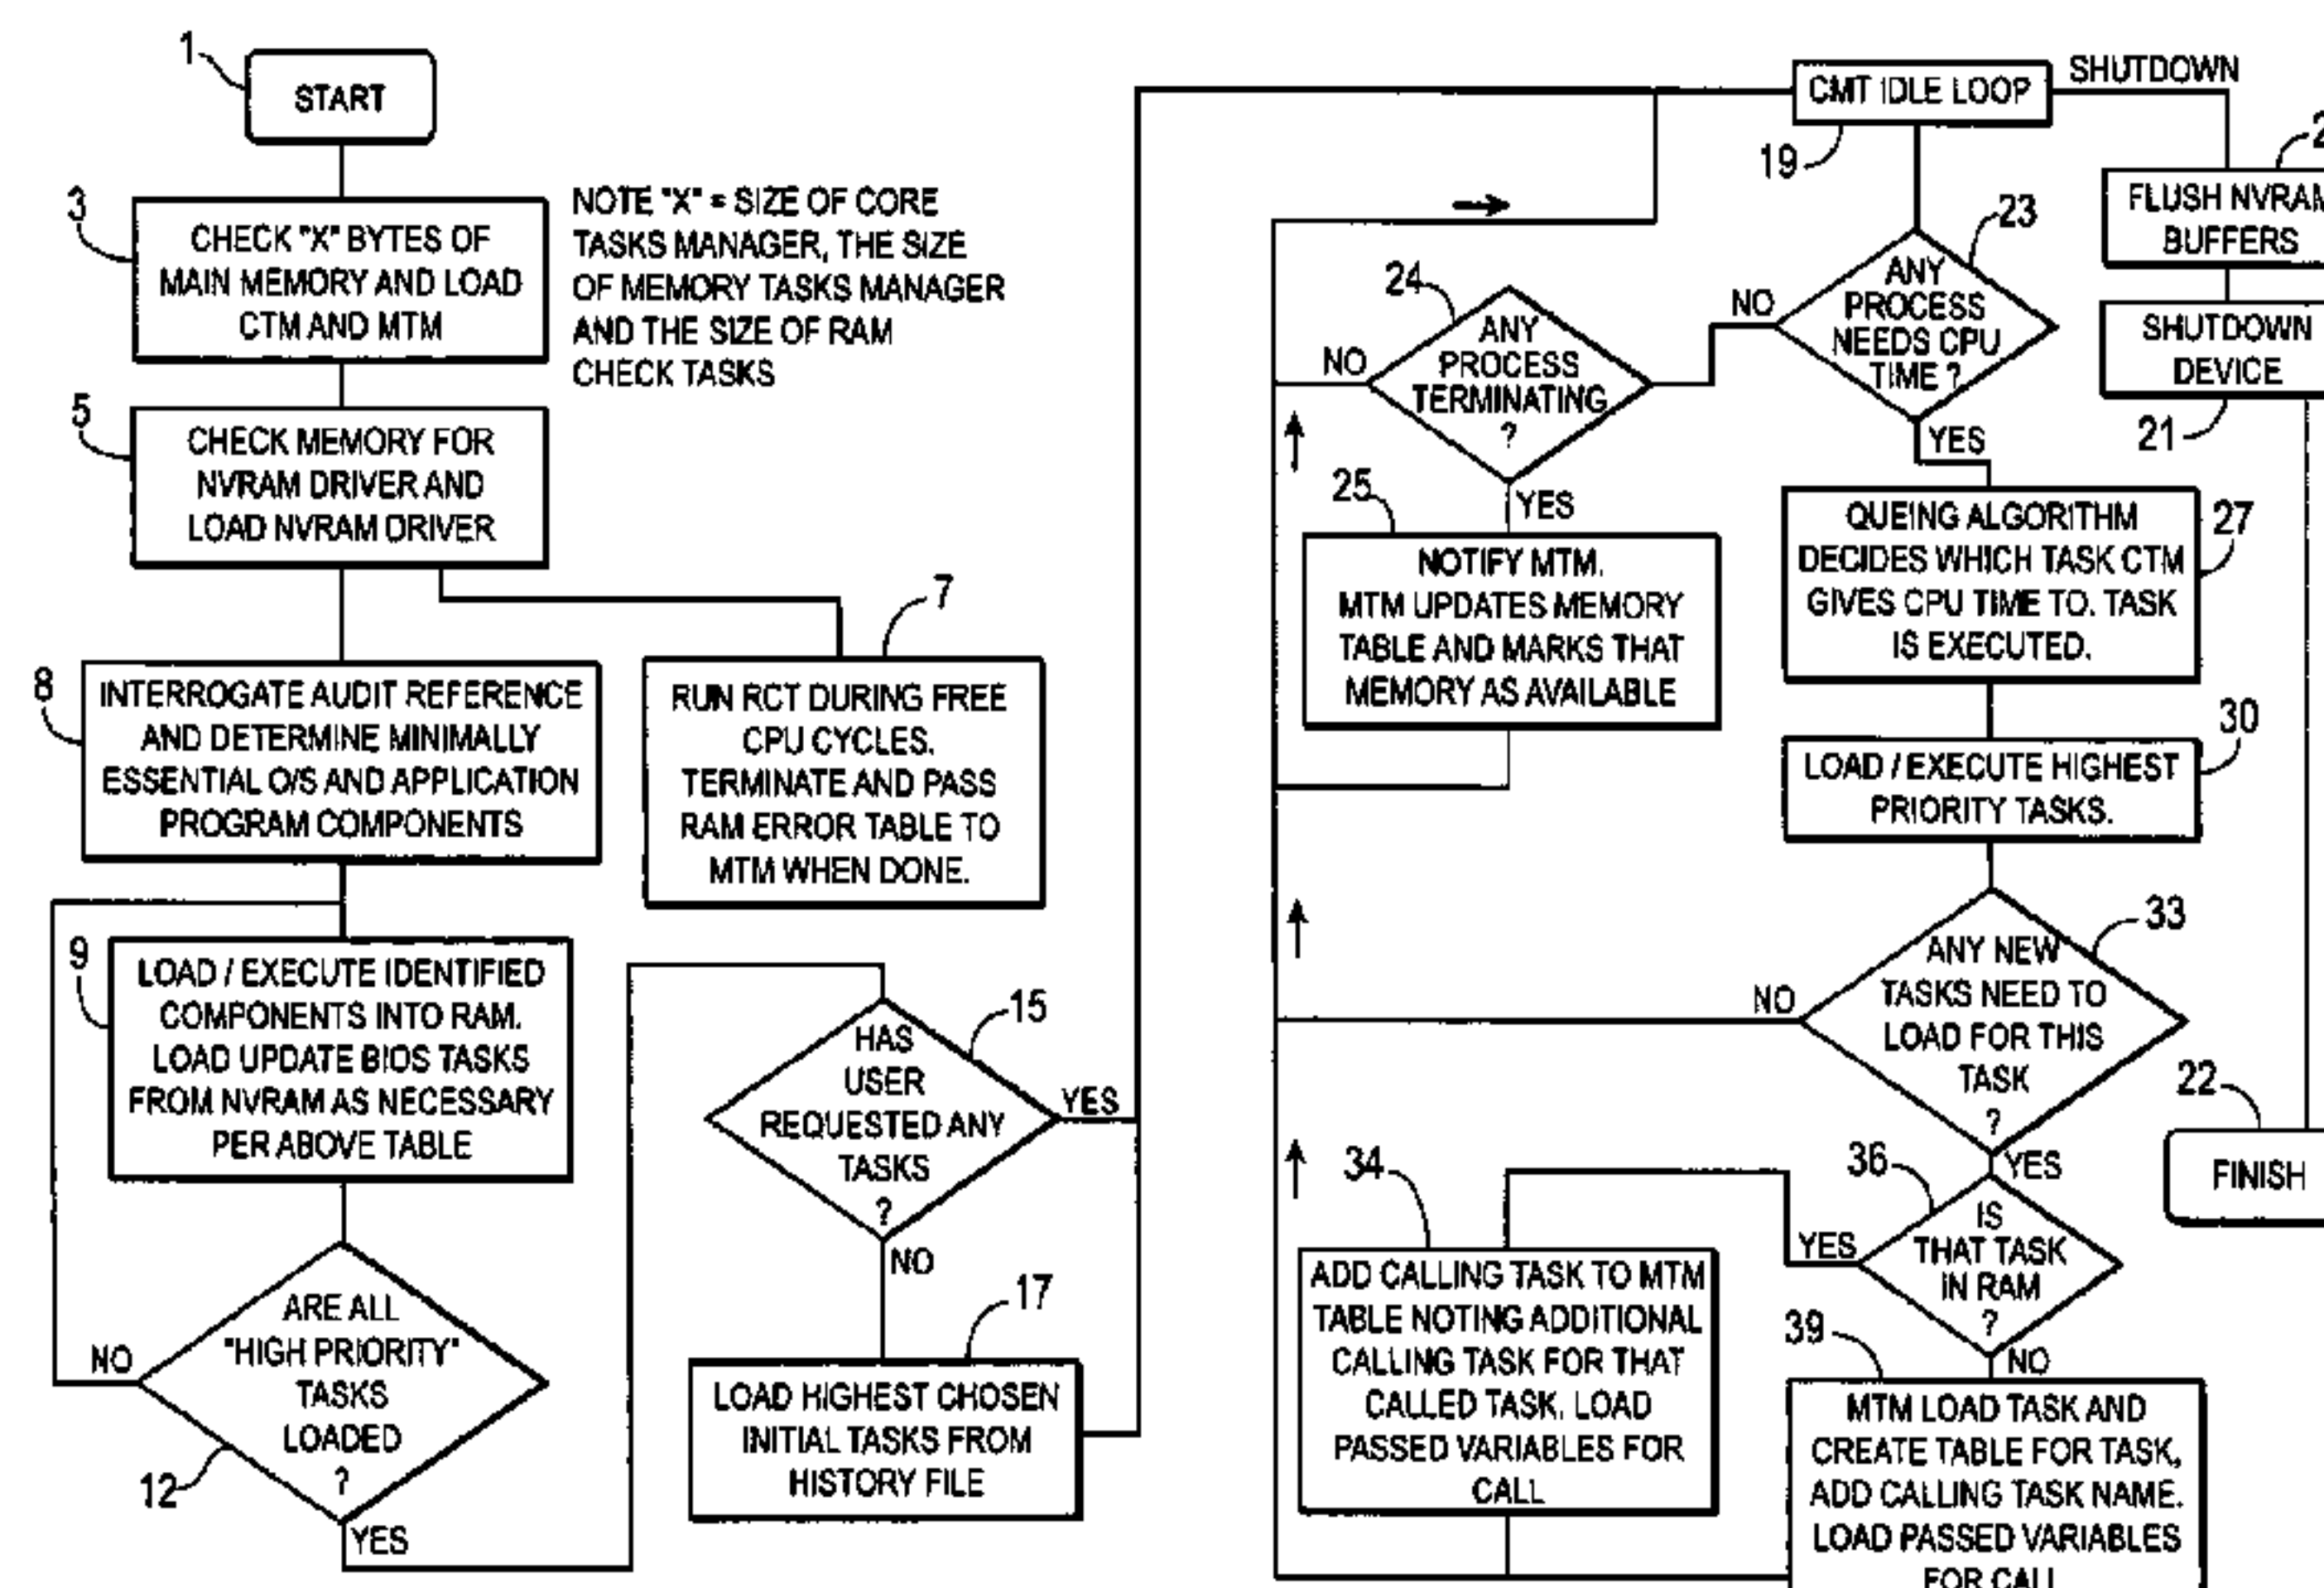 1
START
3
CHECK "X" BYTES OF
MAIN MEMORY AND LOAD
CTM AND MTM
NOTE "X" = SIZE OF CORE
TASKS MANAGER, THE SIZE
OF MEMORY TASKS MANAGER
AND THE SIZE OF RAM
CHECK TASKS
5
CHECK MEMORY FOR
NVRAM DRIVER AND
LOAD NVRAM DRIVER
7
RUN RCT DURING FREE
CPU CYCLES.
TERMINATE AND PASS
RAM ERROR TABLE TO
MTM WHEN DONE.
8
INTERROGATE AUDIT REFERENCE
AND DETERMINE MINIMALLY
ESSENTIAL O/S AND APPLICATION
PROGRAM COMPONENTS
9
LOAD / EXECUTE IDENTIFIED
COMPONENTS INTO RAM.
LOAD UPDATE BIOS TASKS
FROM NVRAM AS NECESSARY
PER ABOVE TABLE
ARE ALL
"HIGH PRIORITY"
TASKS
LOADED
?
NO
12
YES
15
HAS
USER
REQUESTED ANY
TASKS
?
YES
NO
17
LOAD HIGHEST CHOSEN
INITIAL TASKS FROM
HISTORY FILE
CMT IDLE LOOP
SHUTDOWN
19
FLUSH NVRAM
BUFFERS
SHUTDOWN
DEVICE
21
23
ANY
PROCESS
NEEDS CPU
TIME ?
NO
YES
24
ANY
PROCESS
TERMINATING
?
NO
YES
25
NOTIFY MTM.
MTM UPDATES MEMORY
TABLE AND MARKS THAT
MEMORY AS AVAILABLE
QUEING ALGORITHM
DECIDES WHICH TASK CTM
GIVES CPU TIME TO. TASK
IS EXECUTED.
27
30
LOAD / EXECUTE HIGHEST
PRIORITY TASKS.
33
ANY NEW
TASKS NEED TO
LOAD FOR THIS
TASK
?
NO
YES
22
FINISH
36
IS
THAT TASK
IN RAM
?
YES
NO
34
ADD CALLING TASK TO MTM
TABLE NOTING ADDITIONAL
CALLING TASK FOR THAT
CALLED TASK. LOAD
PASSED VARIABLES FOR
CALL
39
MTM LOAD TASK AND
CREATE TABLE FOR TASK,
ADD CALLING TASK NAME.
LOAD PASSED VARIABLES
FOR CALL